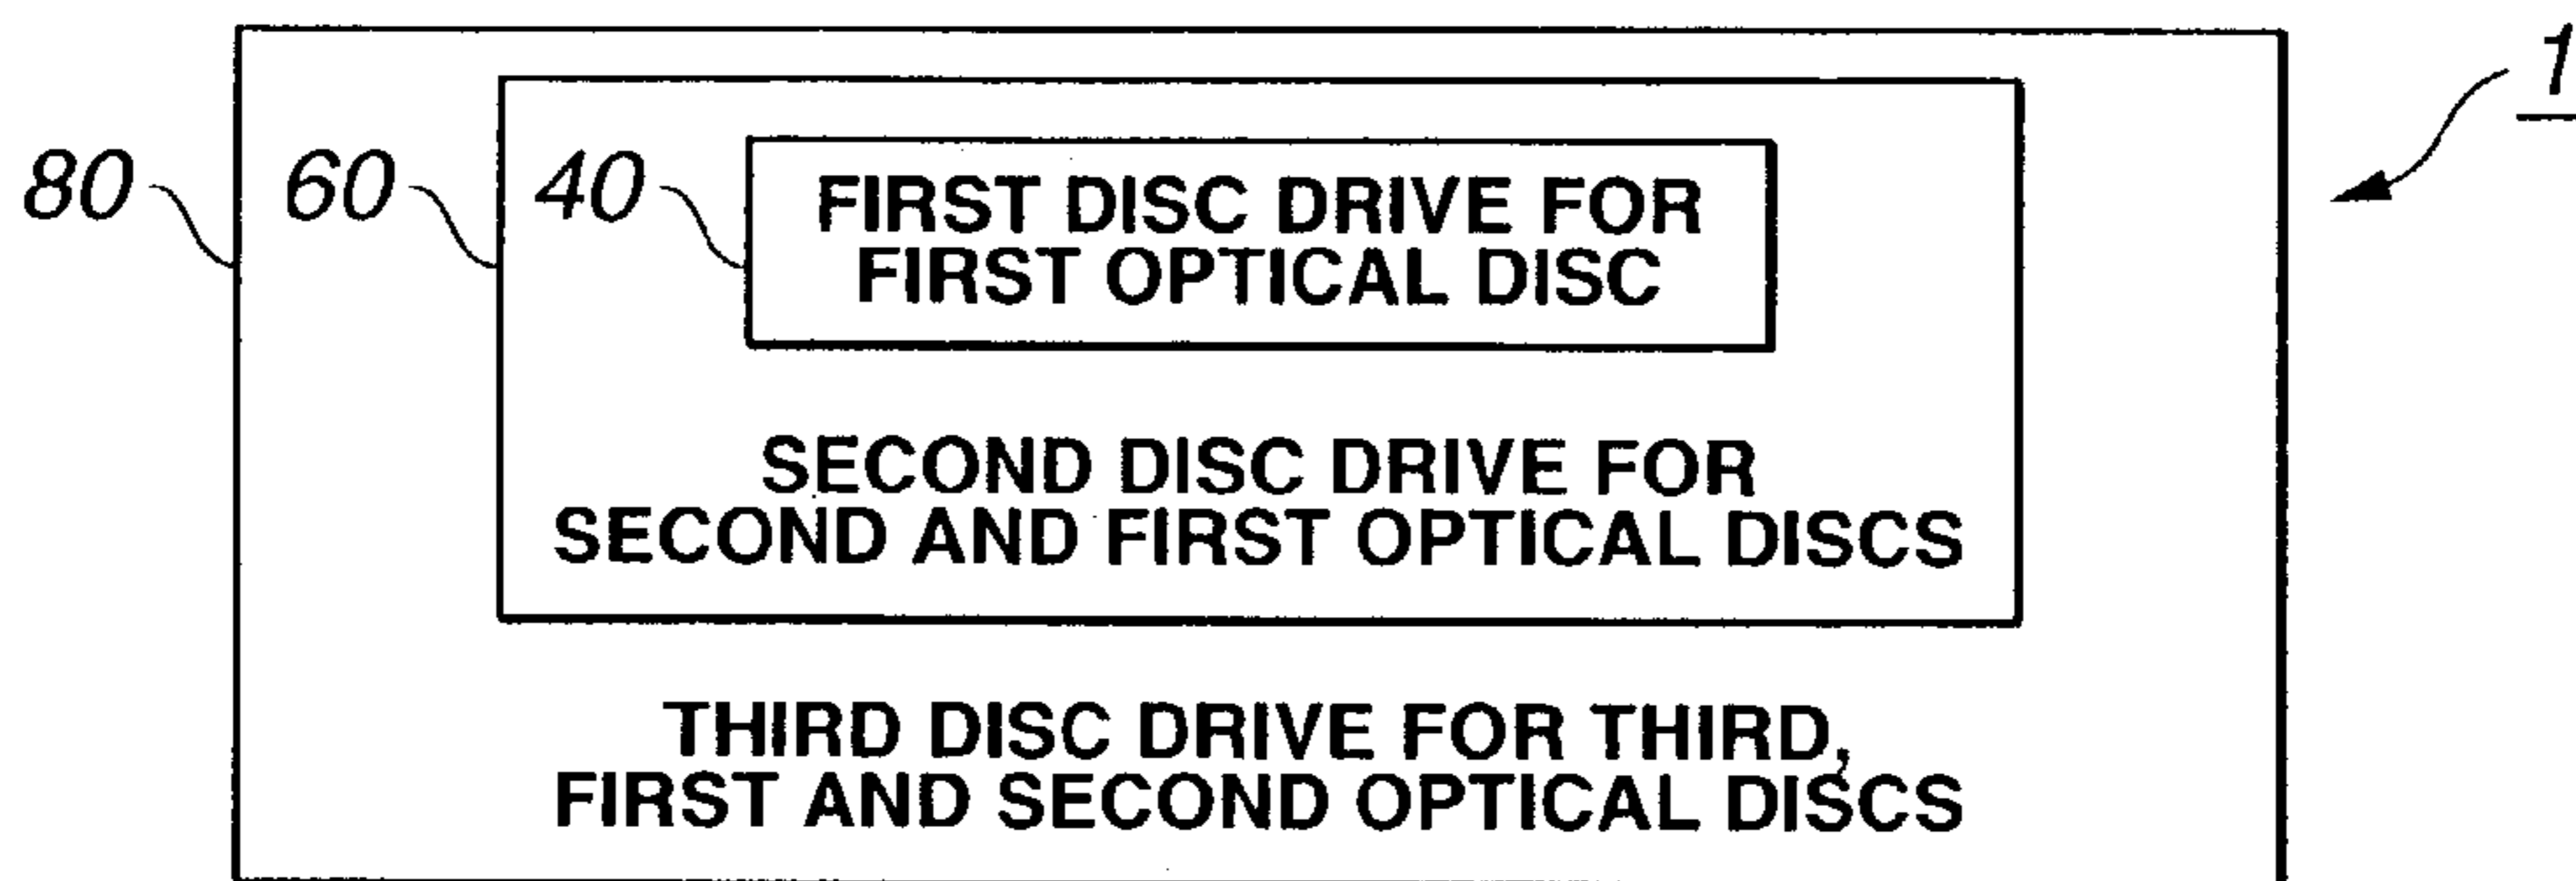 1
80 60 40 FIRST DISC DRIVE FOR
FIRST OPTICAL DISC
SECOND DISC DRIVE FOR
SECOND AND FIRST OPTICAL DISCS
THIRD DISC DRIVE FOR THIRD,
FIRST AND SECOND OPTICAL DISCS